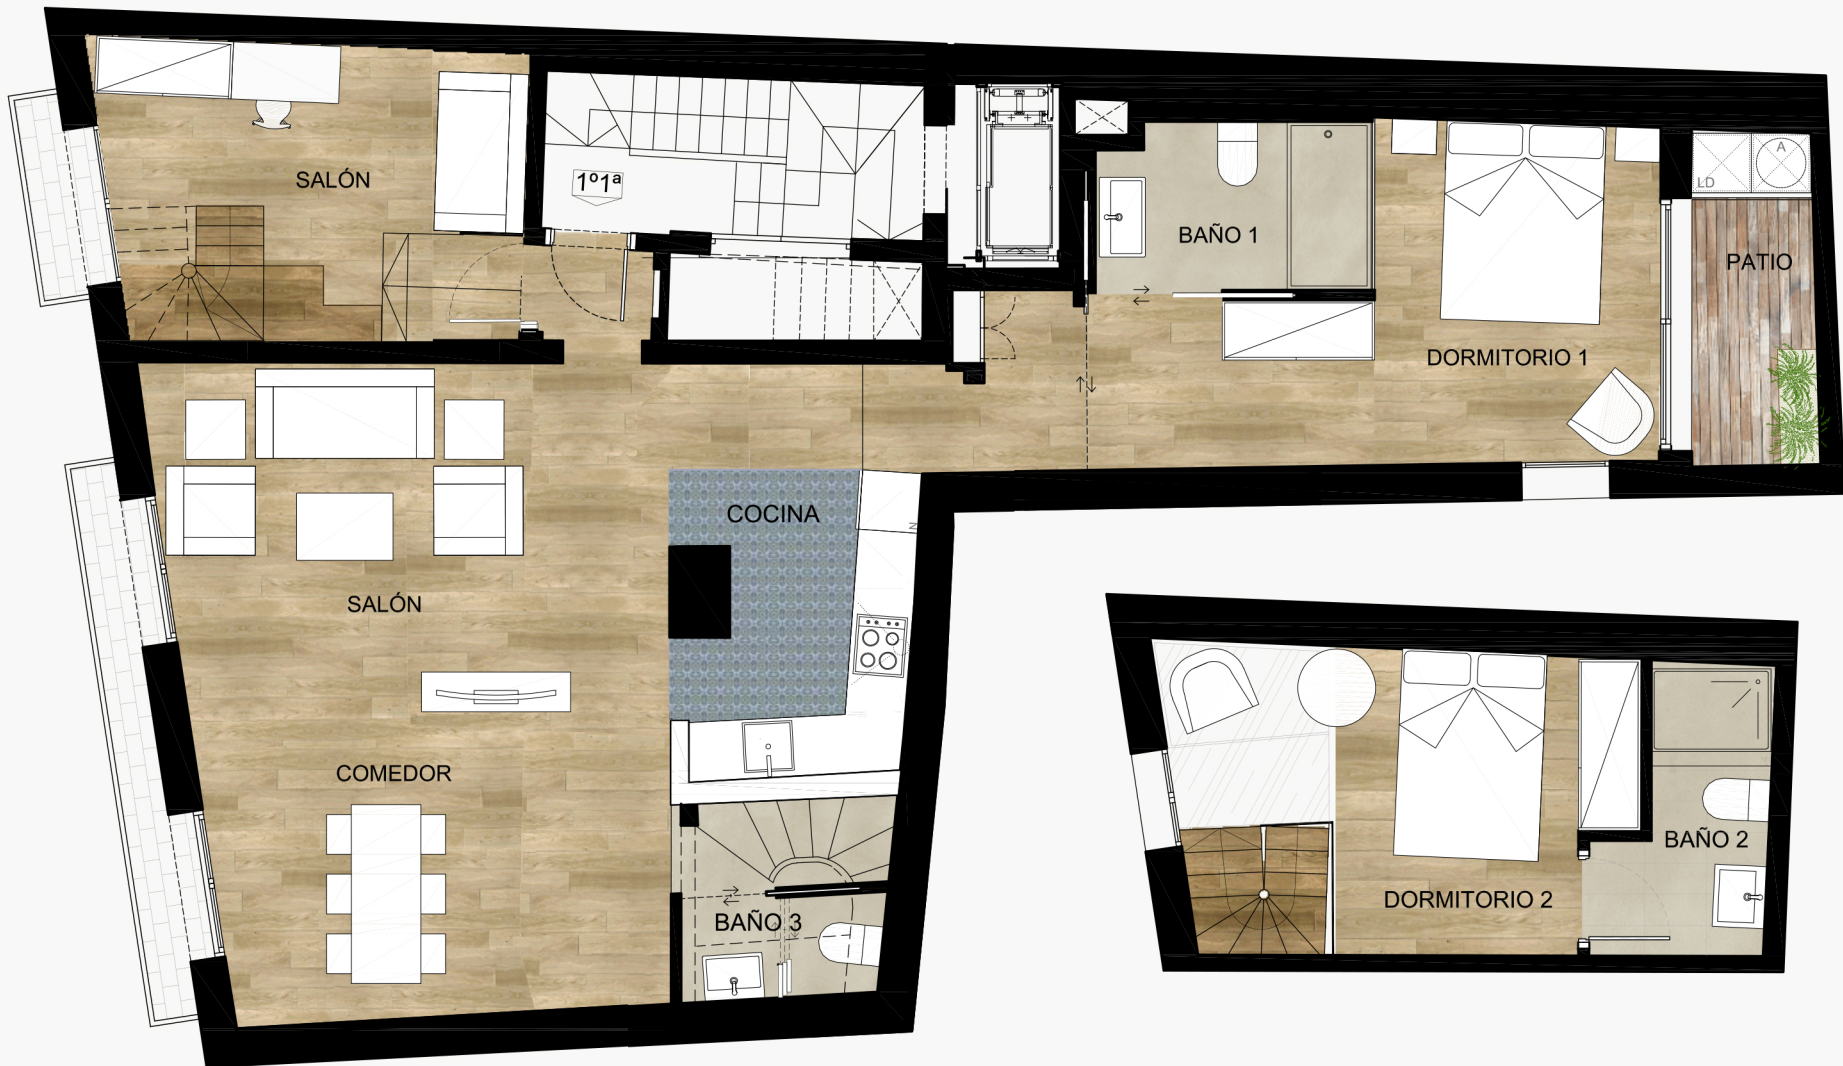 SALÓN
1º1ª
BAÑO 1
A
LD
PATIO
DORMITORIO 1
COCINA
N
SALÓN
COMEDOR
BAÑO 3
BAÑO 2
DORMITORIO 2